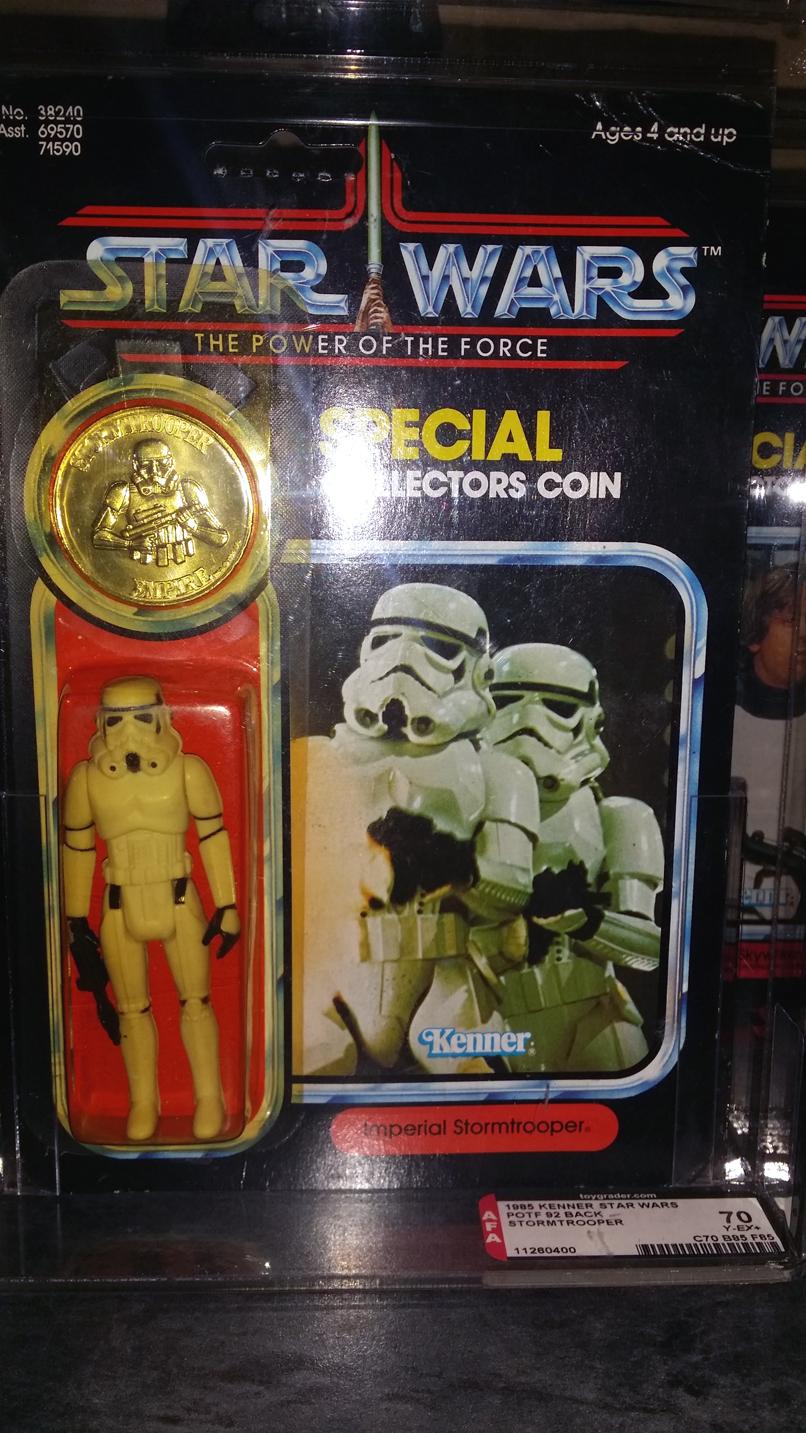 No. 38240
Asst. 69570
71590
Ages 4 and up
STAR WARS™
THE POWER OF THE FORCE
SPECIAL
COLLECTORS COIN
STORMTROOPER
EMPIRE
Kenner®
Imperial Stormtrooper®
toygrader.com
AFA
1985 KENNER STAR WARS
POTF 92 BACK
STORMTROOPER
11260400
70
Y-EX+
C70 B85 F85